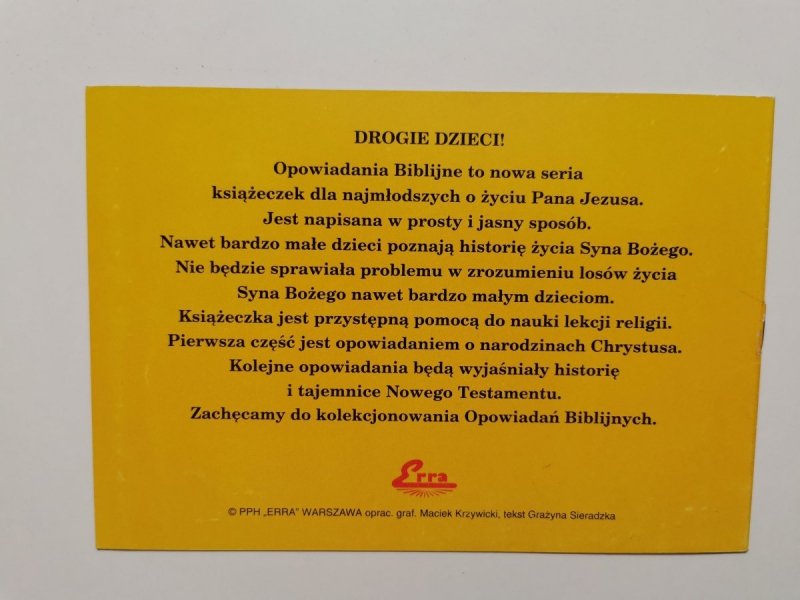 DROGIE DZIECI!
Opowiadania Biblijne to nowa seria
książeczek dla najmłodszych o życiu Pana Jezusa.
Jest napisana w prosty i jasny sposób.
Nawet bardzo małe dzieci poznają historię życia Syna Bożego.
Nie będzie sprawiała problemu w zrozumieniu losów życia
Syna Bożego nawet bardzo małym dzieciom.
Książeczka jest przystępną pomocą do nauki lekcji religii.
Pierwsza część jest opowiadaniem o narodzinach Chrystusa.
Kolejne opowiadania będą wyjaśniały historię
i tajemnice Nowego Testamentu.
Zachęcamy do kolekcjonowania Opowiadań Biblijnych.
Erra
© PPH „ERRA” WARSZAWA oprac. graf. Maciek Krzywicki, tekst Grażyna Sieradzka